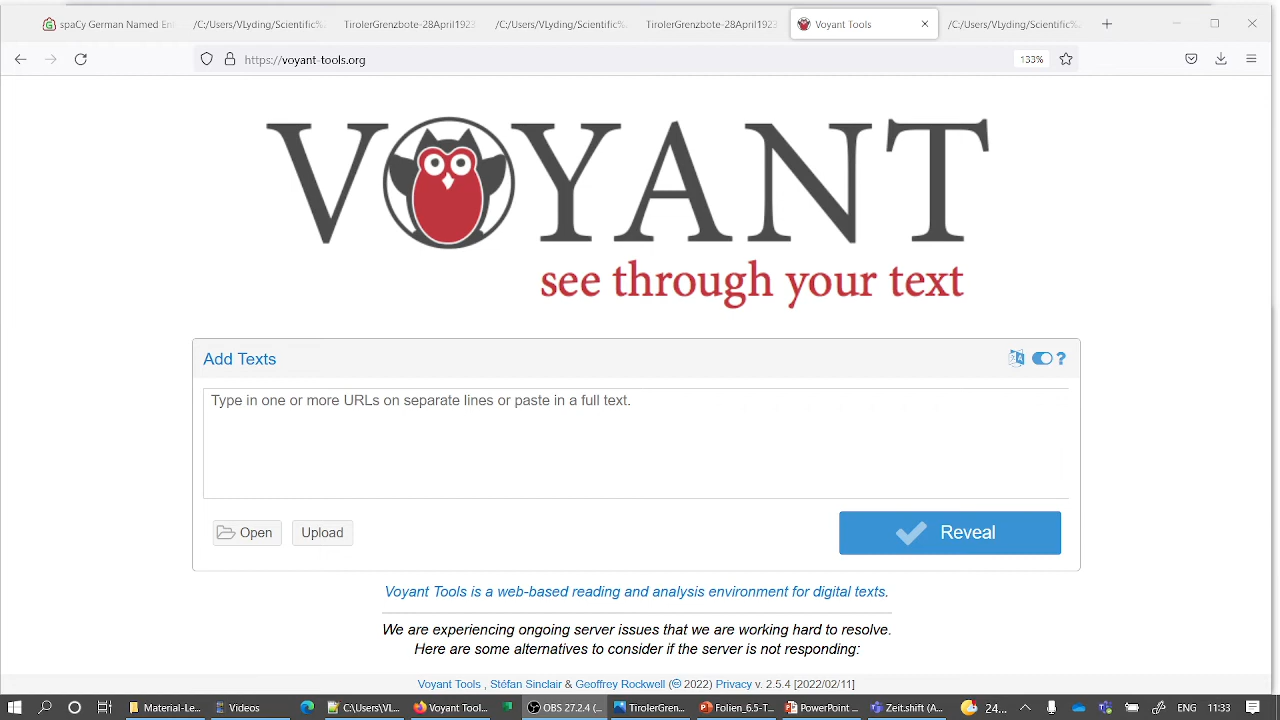 spaCy German Named En
/C:/Users/VLyding/Scientific%
TirolerGrenzbote-28April1923
/C:/Users/VLyding/Scientific%
TirolerGrenzbote-28April1923
Voyant Tools
/C:/Users/VLyding/Scientific%
https://voyant-tools.org
133%
VOYANT
see through your text
Add Texts
?
Type in one or more URLs on separate lines or paste in a full text.
Open
Upload
Reveal
Voyant Tools is a web-based reading and analysis environment for digital texts.
We are experiencing ongoing server issues that we are working hard to resolve.
Here are some alternatives to consider if the server is not responding:
Voyant Tools , Stéfan Sinclair & Geoffrey Rockwell (© 2022) Privacy v. 2.5.4 [2022/02/11]
Material-Le...
Videos
C:\Users\VL...
Voyant Tool...
OBS 27.2.4 (...
TirolerGren...
Folien_6.5-T...
PowerPoint...
Zeit.shift (A...
24...
ENG
11:33